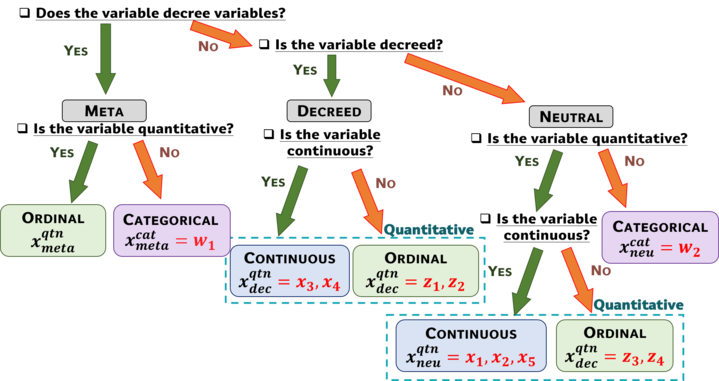 ❑ Does the variable decree variables?
YES
NO
❑ Is the variable decreed?
YES
NO
META
❑ Is the variable quantitative?
YES
NO
DECREED
❑ Is the variable
continuous?
YES
NO
NEUTRAL
❑ Is the variable quantitative?
YES
NO
ORDINAL
x_{meta}^{qtn}
CATEGORICAL
x_{meta}^{cat} = w_1
Quantitative
CONTINUOUS
x_{dec}^{qtn} = x_3, x_4
ORDINAL
x_{dec}^{qtn} = z_1, z_2
❑ Is the variable
continuous?
YES
NO
CATEGORICAL
x_{neu}^{cat} = w_2
Quantitative
CONTINUOUS
x_{neu}^{qtn} = x_1, x_2, x_5
ORDINAL
x_{dec}^{qtn} = z_3, z_4